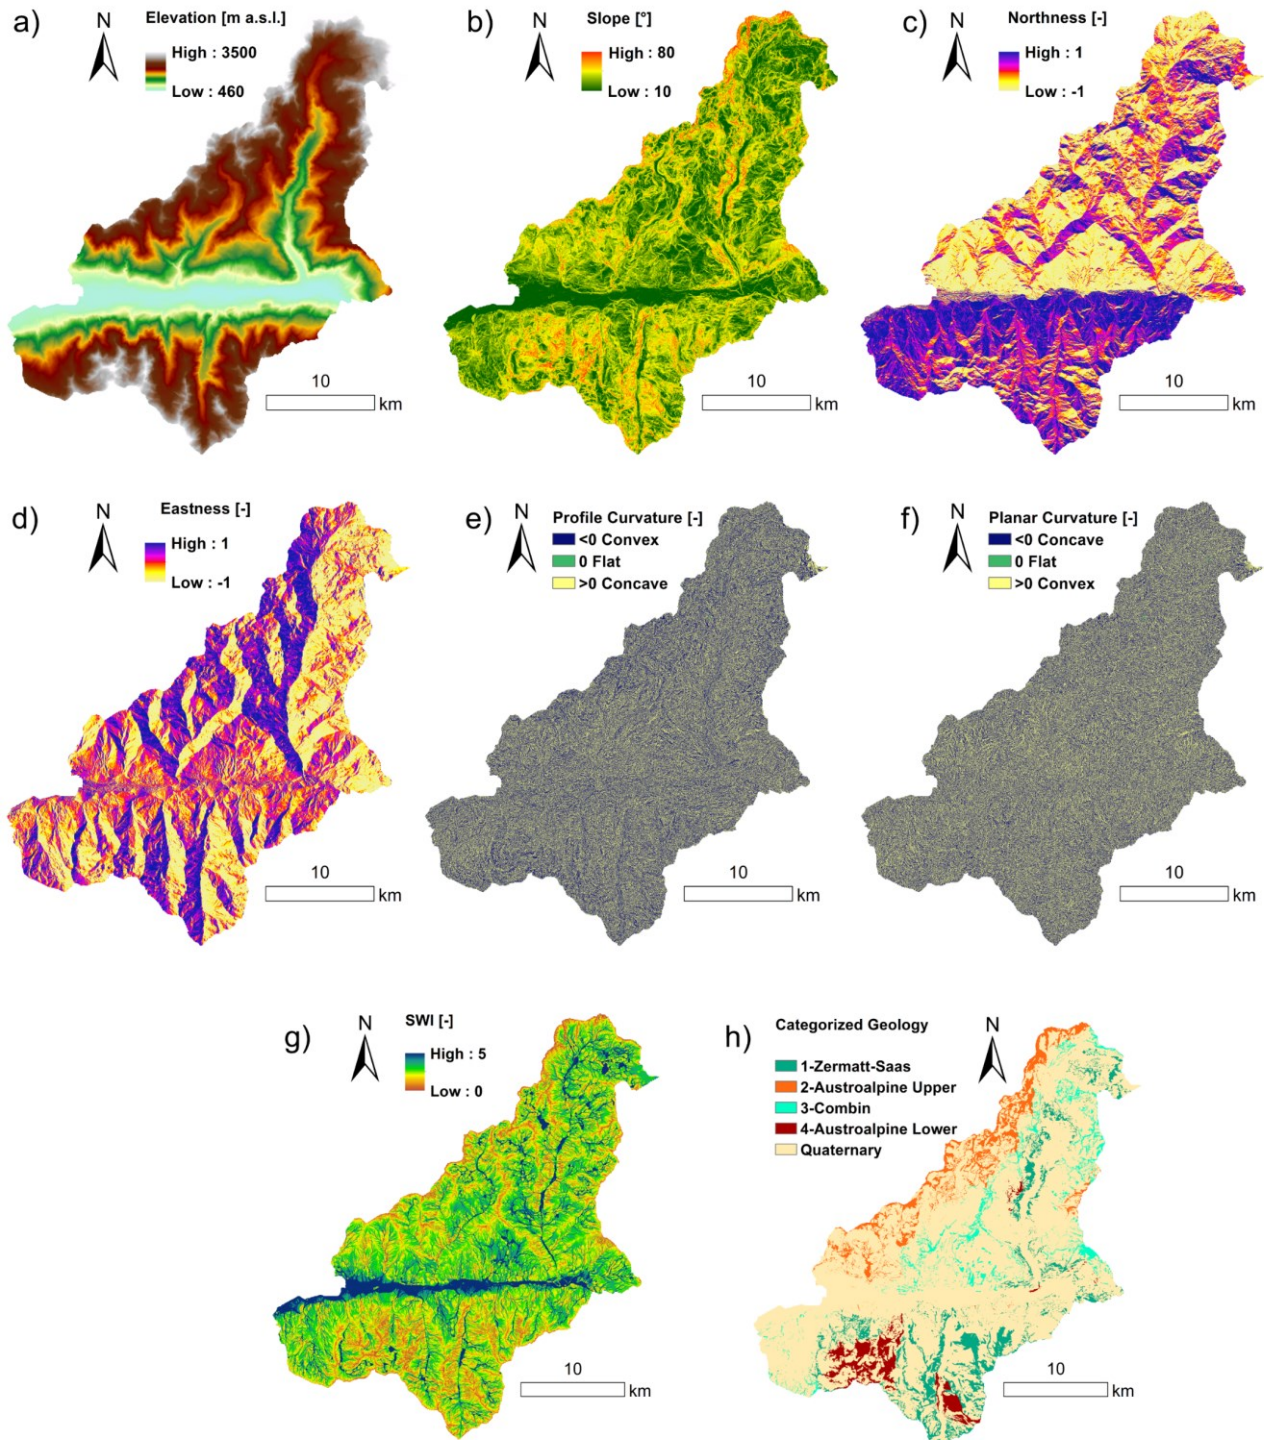 a)
N
Elevation [m a.s.l.]
High : 3500
Low : 460
10
km
b)
N
Slope [°]
High : 80
Low : 10
10
km
c)
N
Northness [-]
High : 1
Low : -1
10
km
d)
N
Eastness [-]
High : 1
Low : -1
10
km
e)
N
Profile Curvature [-]
<0 Convex
0 Flat
>0 Concave
10
km
f)
N
Planar Curvature [-]
<0 Concave
0 Flat
>0 Convex
10
km
g)
N
SWI [-]
High : 5
Low : 0
10
km
h)
N
Categorized Geology
1-Zermatt-Saas
2-Austroalpine Upper
3-Combin
4-Austroalpine Lower
Quaternary
10
km